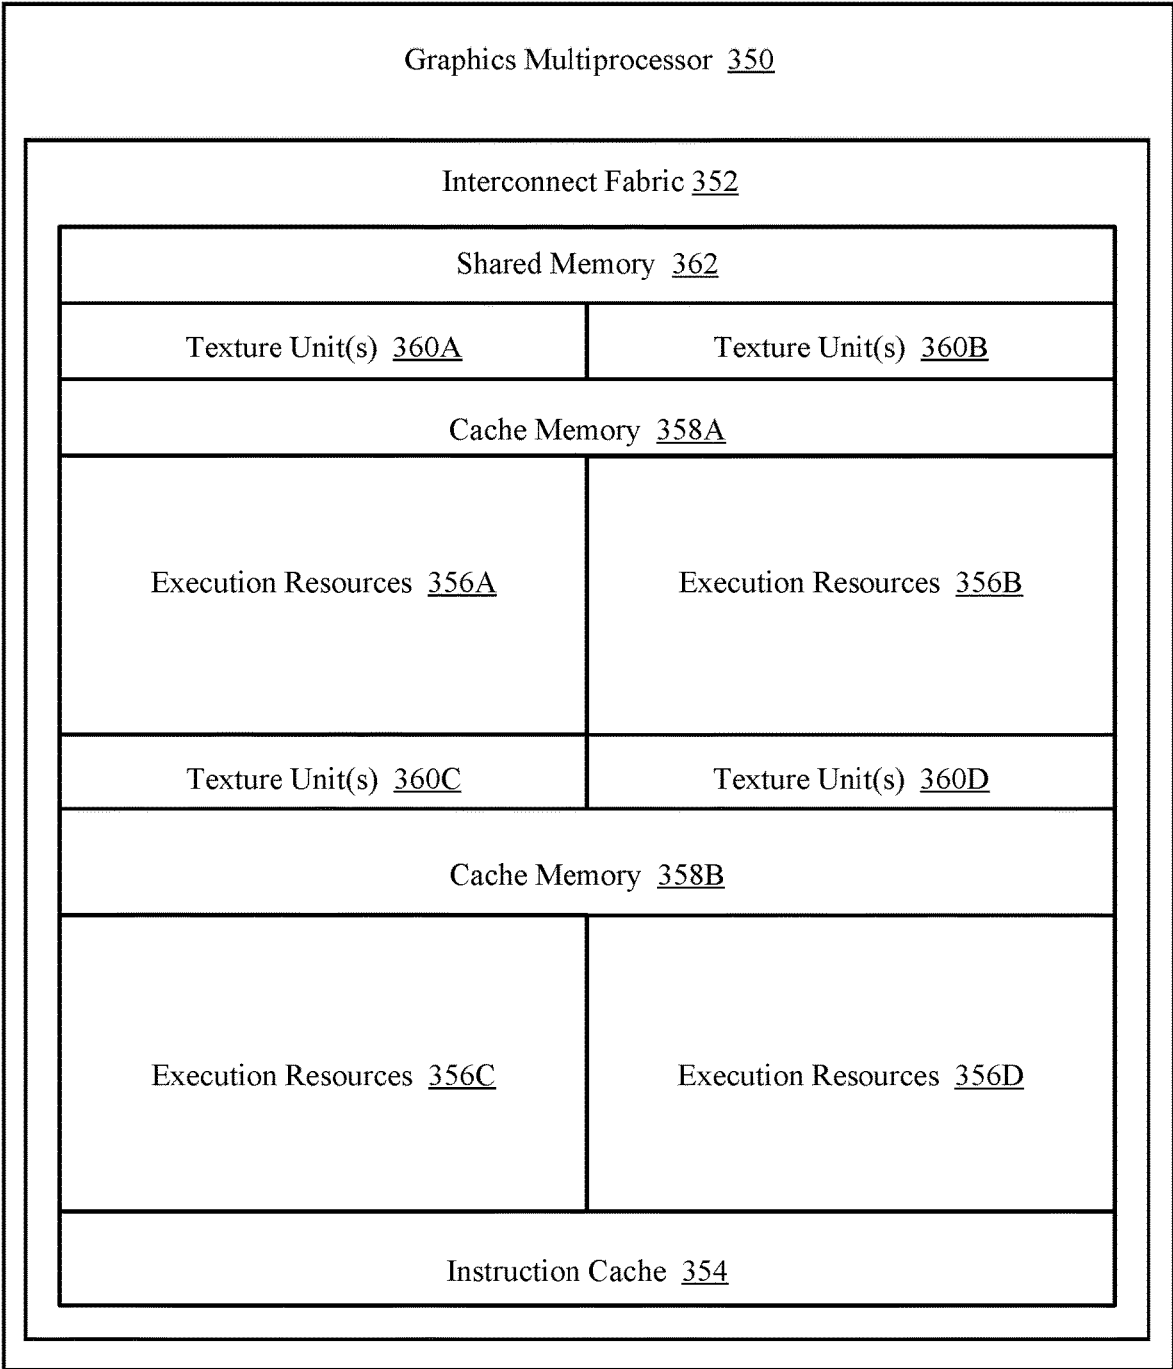 Graphics Multiprocessor 350
Interconnect Fabric 352
Shared Memory 362
Texture Unit(s) 360A
Texture Unit(s) 360B
Cache Memory 358A
Execution Resources 356A
Execution Resources 356B
Texture Unit(s) 360C
Texture Unit(s) 360D
Cache Memory 358B
Execution Resources 356C
Execution Resources 356D
Instruction Cache 354